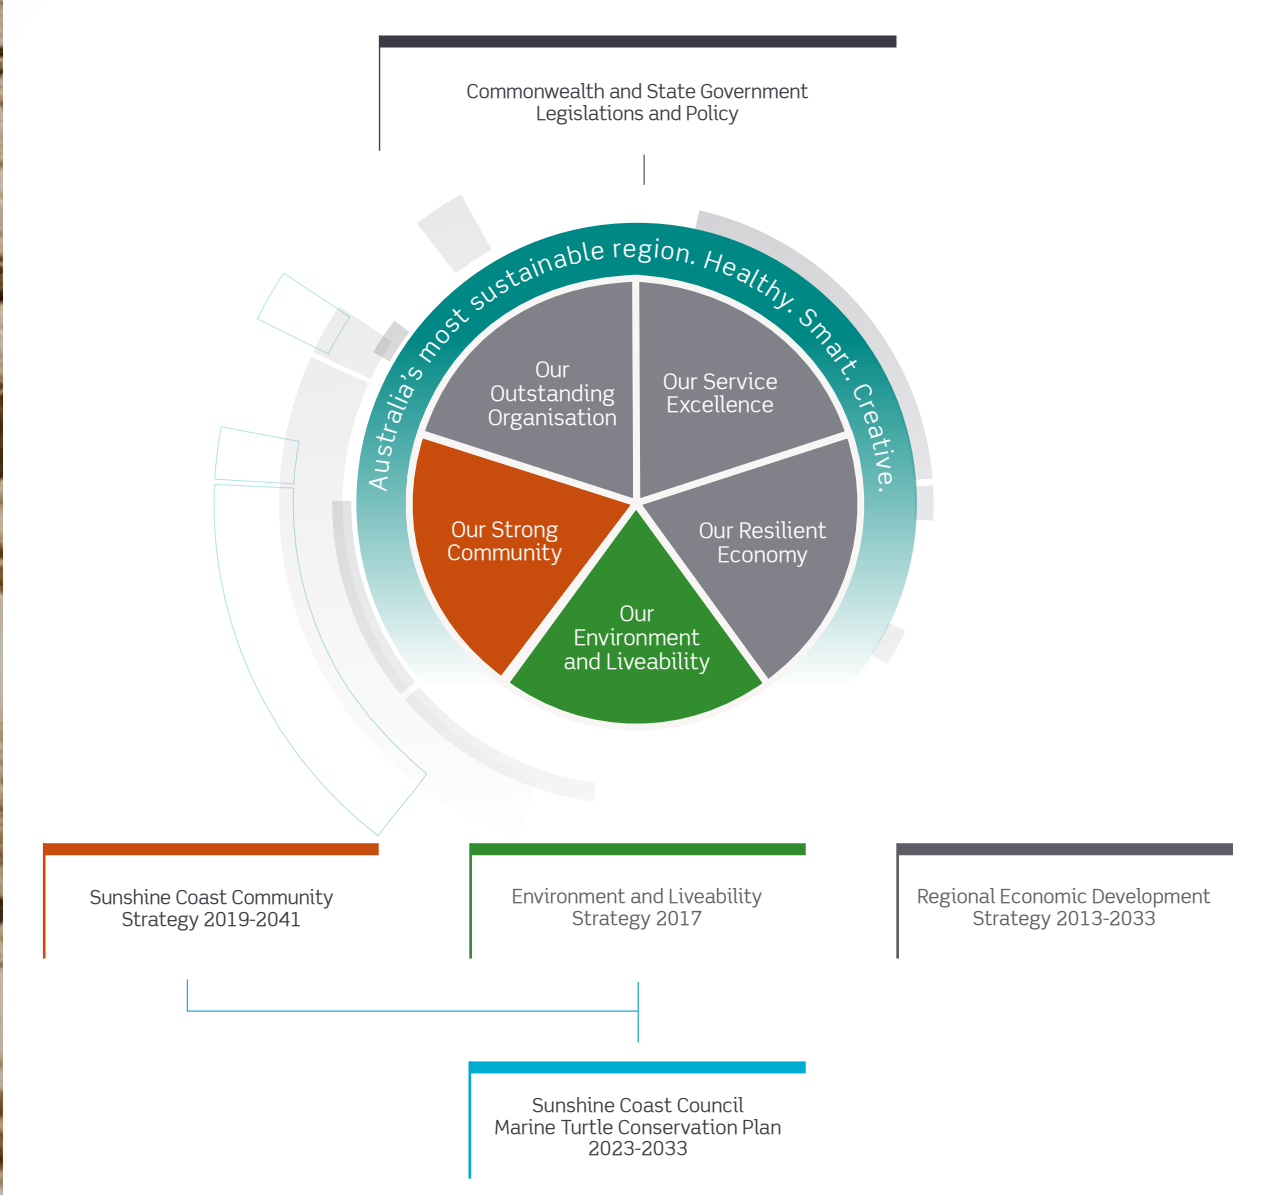 Commonwealth and State Government
Legislations and Policy
Australia's most sustainable region. Healthy. Smart. Creative.
Our
Outstanding
Organisation
Our Service
Excellence
Our Strong
Community
Our Resilient
Economy
Our
Environment
and Liveability
Sunshine Coast Community
Strategy 2019-2041
Environment and Liveability
Strategy 2017
Regional Economic Development
Strategy 2013-2033
Sunshine Coast Council
Marine Turtle Conservation Plan
2023-2033